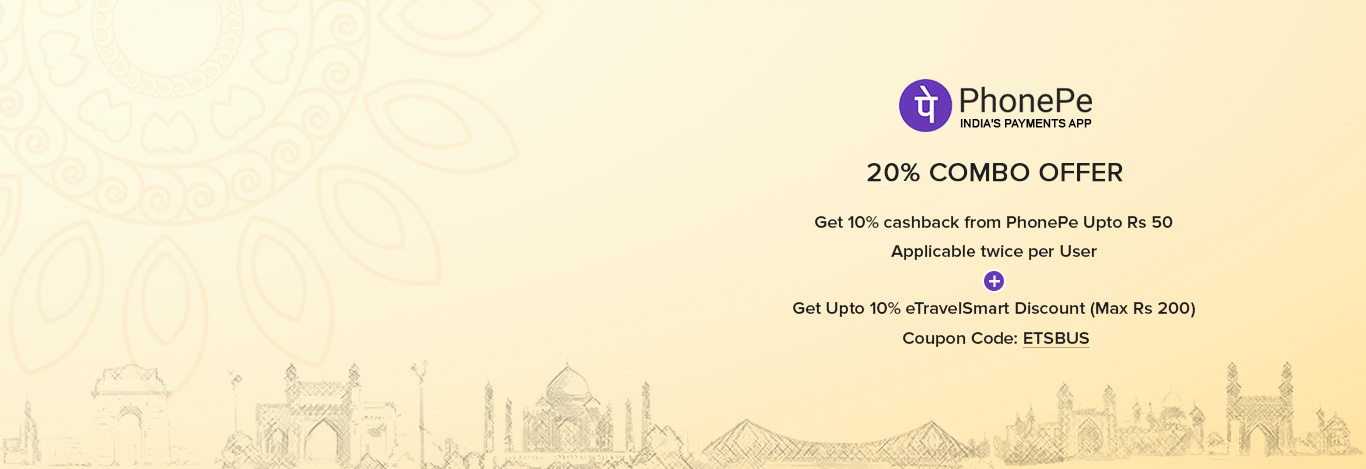 पे PhonePe
INDIA'S PAYMENTS APP
20% COMBO OFFER
Get 10% cashback from PhonePe Upto Rs 50
Applicable twice per User
+
Get Upto 10% eTravelSmart Discount (Max Rs 200)
Coupon Code: ETSBUS